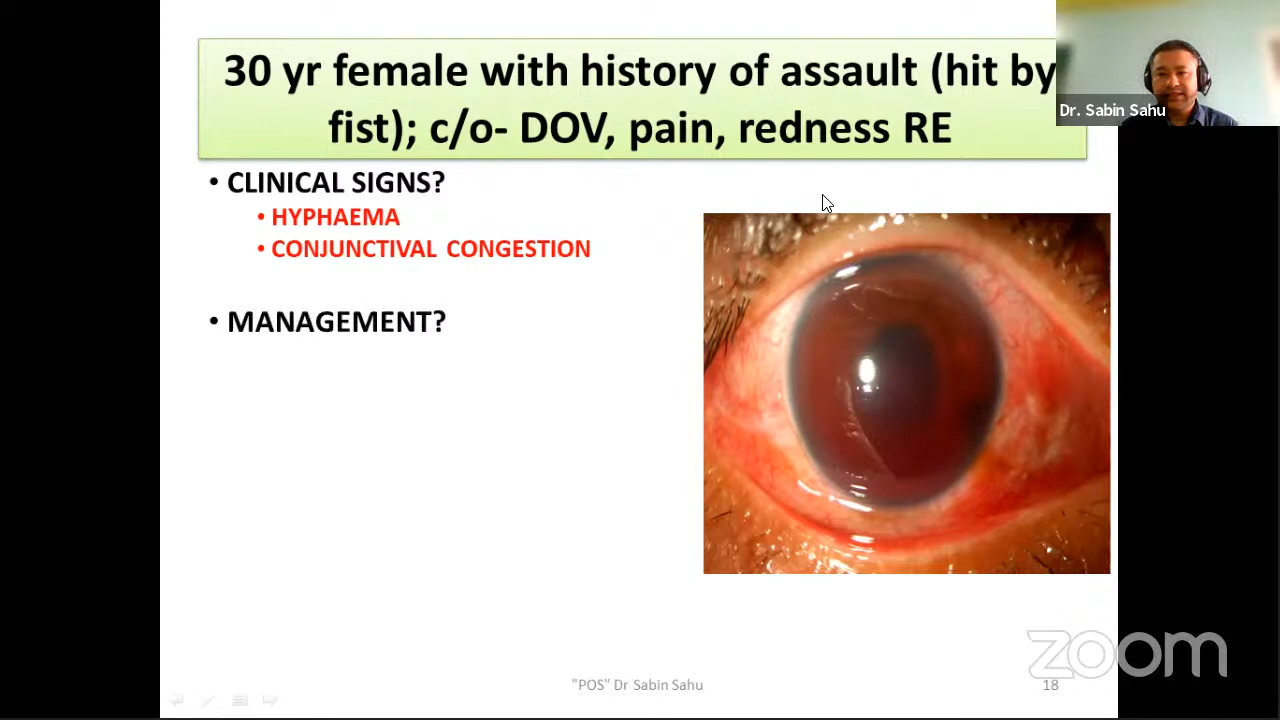 30 yr female with history of assault (hit by
fist); c/o- DOV, pain, redness RE
Dr. Sabin Sahu
• CLINICAL SIGNS?
• HYPHAEMA
• CONJUNCTIVAL CONGESTION
• MANAGEMENT?
zoom
"POS" Dr Sabin Sahu
18